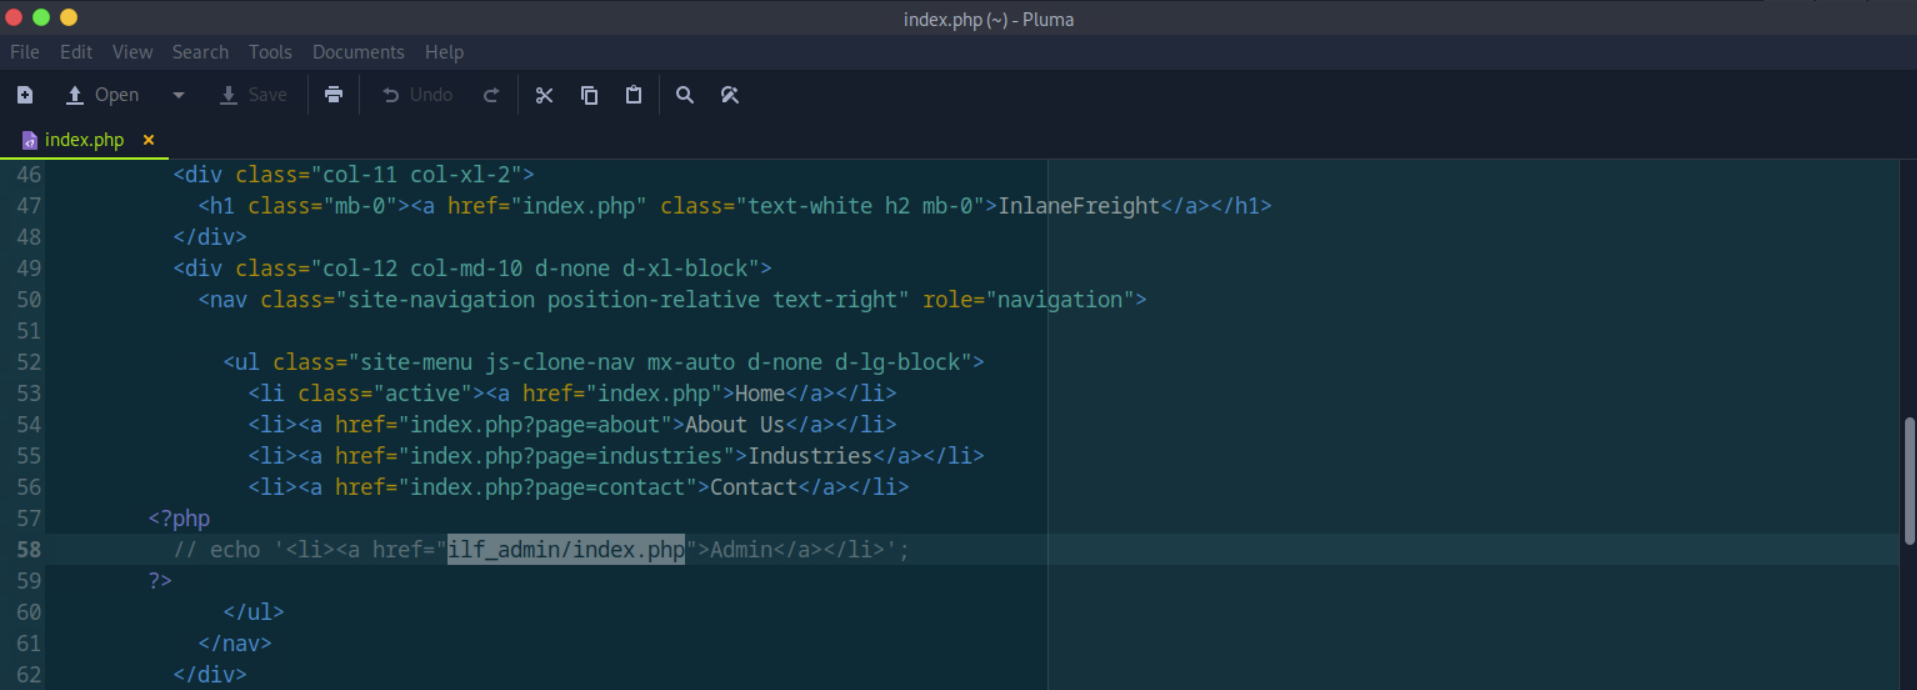 index.php (~) - Pluma
File Edit View Search Tools Documents Help
Open Save Undo
index.php ×
46 <div class="col-11 col-xl-2">
47 <h1 class="mb-0"><a href="index.php" class="text-white h2 mb-0">InlaneFreight</a></h1>
48 </div>
49 <div class="col-12 col-md-10 d-none d-xl-block">
50 <nav class="site-navigation position-relative text-right" role="navigation">
51
52 <ul class="site-menu js-clone-nav mx-auto d-none d-lg-block">
53 <li class="active"><a href="index.php">Home</a></li>
54 <li><a href="index.php?page=about">About Us</a></li>
55 <li><a href="index.php?page=industries">Industries</a></li>
56 <li><a href="index.php?page=contact">Contact</a></li>
57 <?php
58 // echo '<li><a href="ilf_admin/index.php">Admin</a></li>';
59 ?>
60 </ul>
61 </nav>
62 </div>